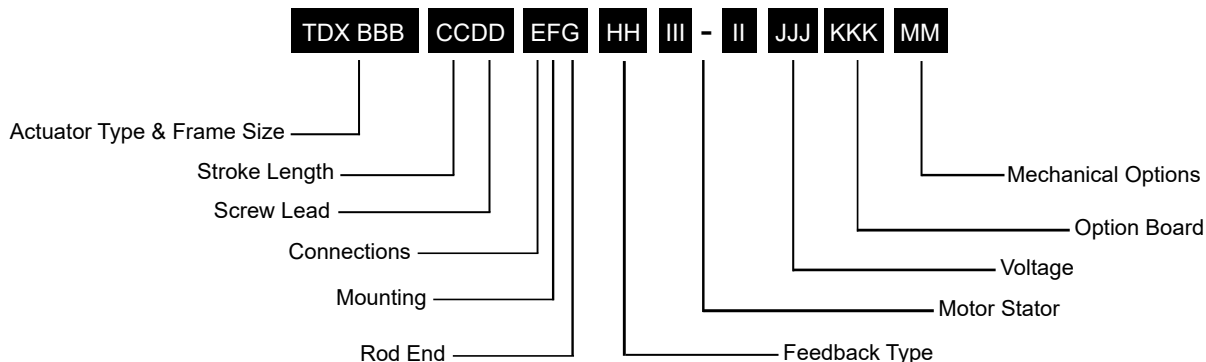 TDX BBB CCDD EFG HH III - II JJJ KKK MM
Actuator Type & Frame Size
Stroke Length
Mechanical Options
Screw Lead
Option Board
Connections
Voltage
Mounting
Motor Stator
Rod End
Feedback Type